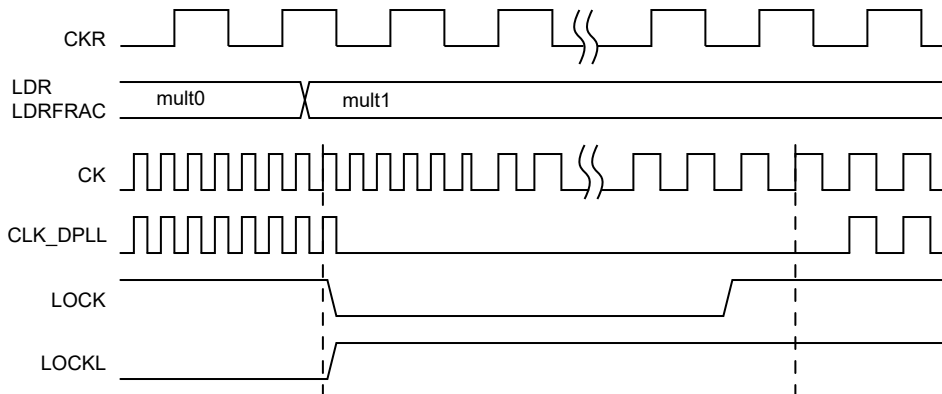 CKR
LDR
LDRFRAC
mult0
mult1
CK
CLK_DPLL
LOCK
LOCKL